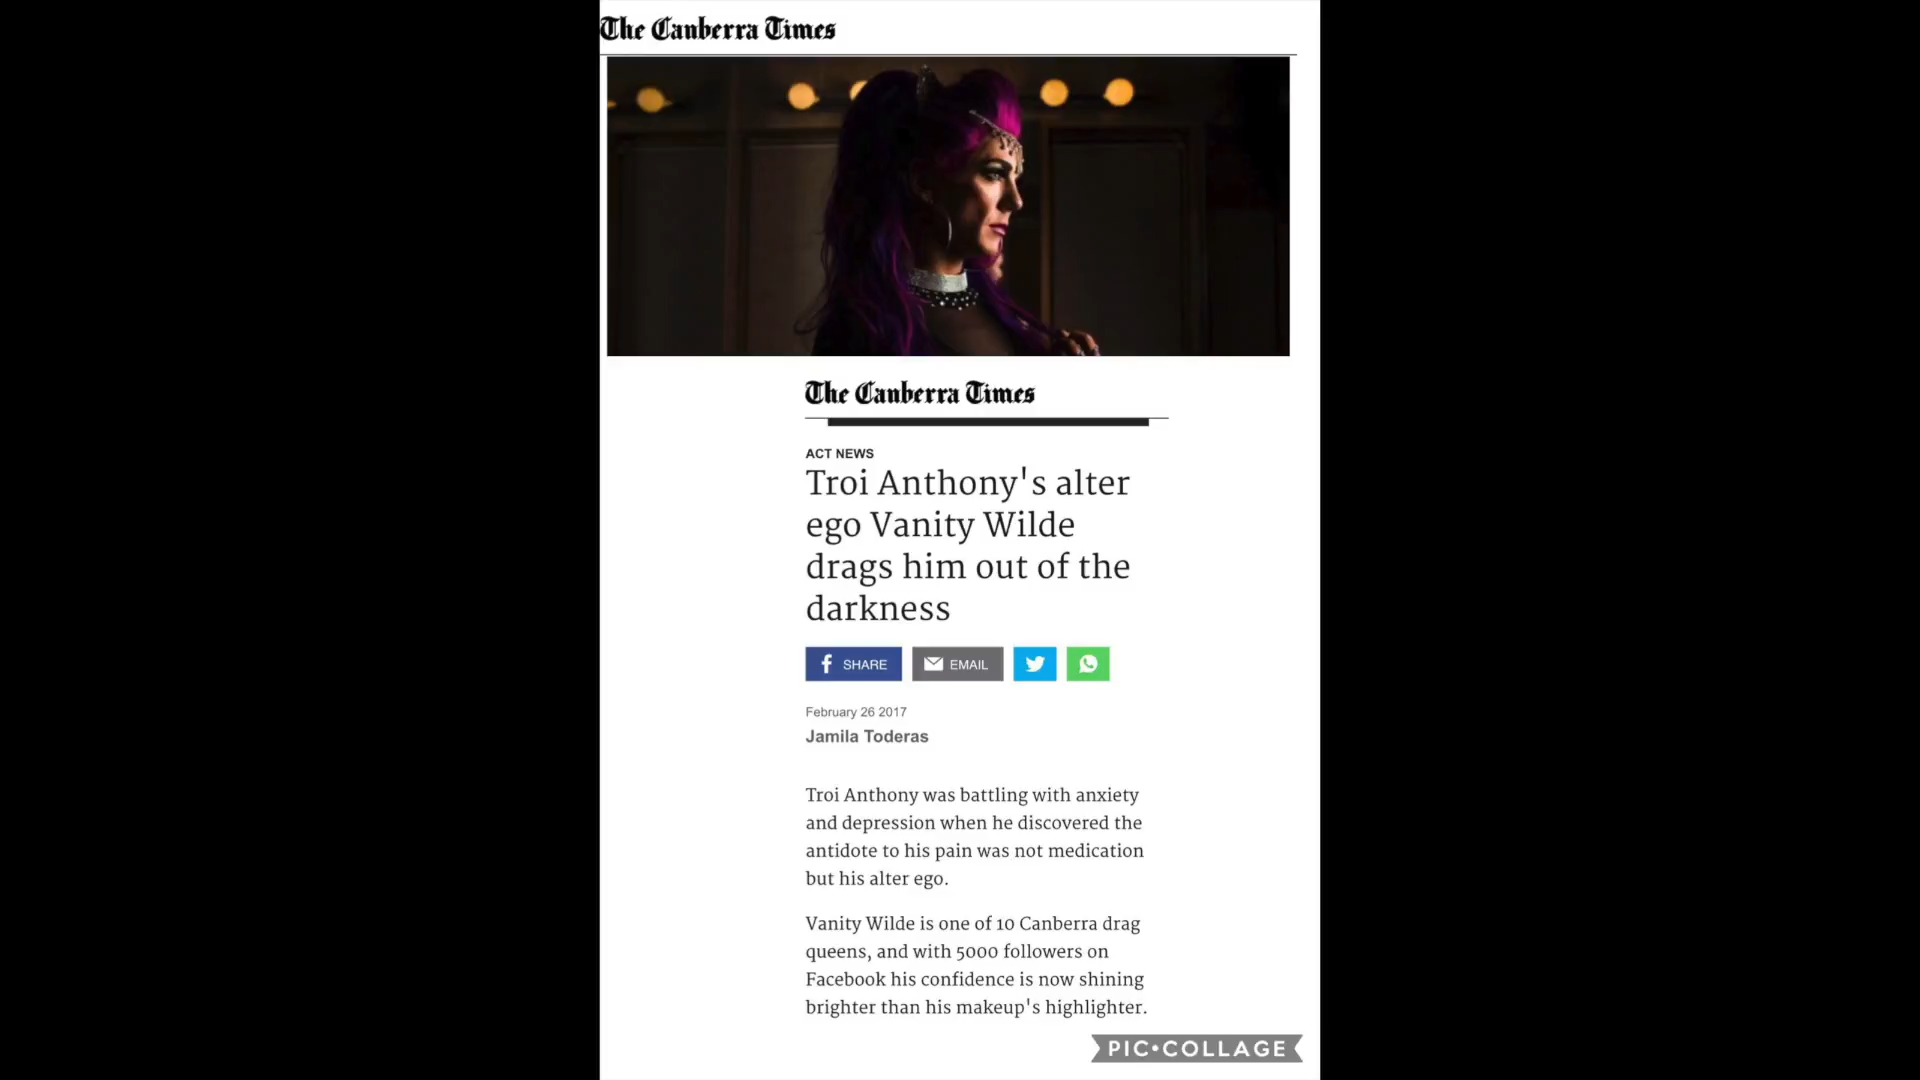 The Canberra Times
The Canberra Times
ACT NEWS
Troi Anthony's alter
ego Vanity Wilde
drags him out of the
darkness
SHARE
EMAIL
February 26 2017
Jamila Toderas
Troi Anthony was battling with anxiety
and depression when he discovered the
antidote to his pain was not medication
but his alter ego.
Vanity Wilde is one of 10 Canberra drag
queens, and with 5000 followers on
Facebook his confidence is now shining
brighter than his makeup's highlighter.
PIC•COLLAGE